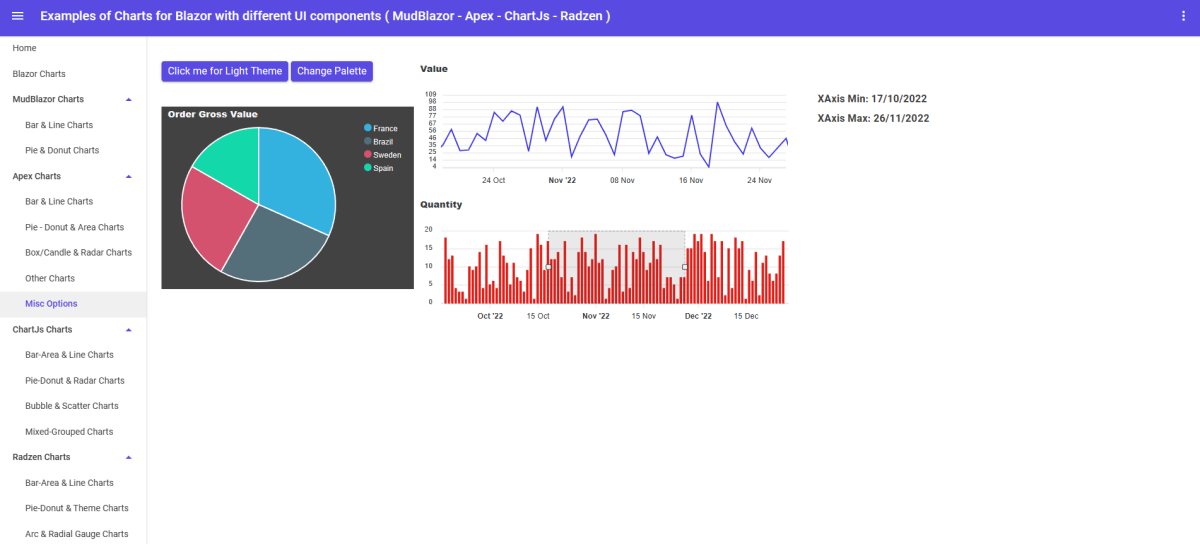 Examples of Charts for Blazor with different UI components ( MudBlazor - Apex - ChartJs - Radzen )
Home
Blazor Charts
MudBlazor Charts
Bar & Line Charts
Pie & Donut Charts
Apex Charts
Bar & Line Charts
Pie - Donut & Area Charts
Box/Candle & Radar Charts
Other Charts
Misc Options
ChartJs Charts
Bar-Area & Line Charts
Pie-Donut & Radar Charts
Bubble & Scatter Charts
Mixed-Grouped Charts
Radzen Charts
Bar-Area & Line Charts
Pie-Donut & Theme Charts
Arc & Radial Gauge Charts
Click me for Light Theme
Change Palette
Order Gross Value
France
Brazil
Sweden
Spain
Value
109
98
88
77
67
56
46
35
25
14
4
24 Oct
Nov '22
08 Nov
16 Nov
24 Nov
Quantity
20
15
10
5
0
Oct '22
15 Oct
Nov '22
15 Nov
Dec '22
15 Dec
XAxis Min: 17/10/2022
XAxis Max: 26/11/2022